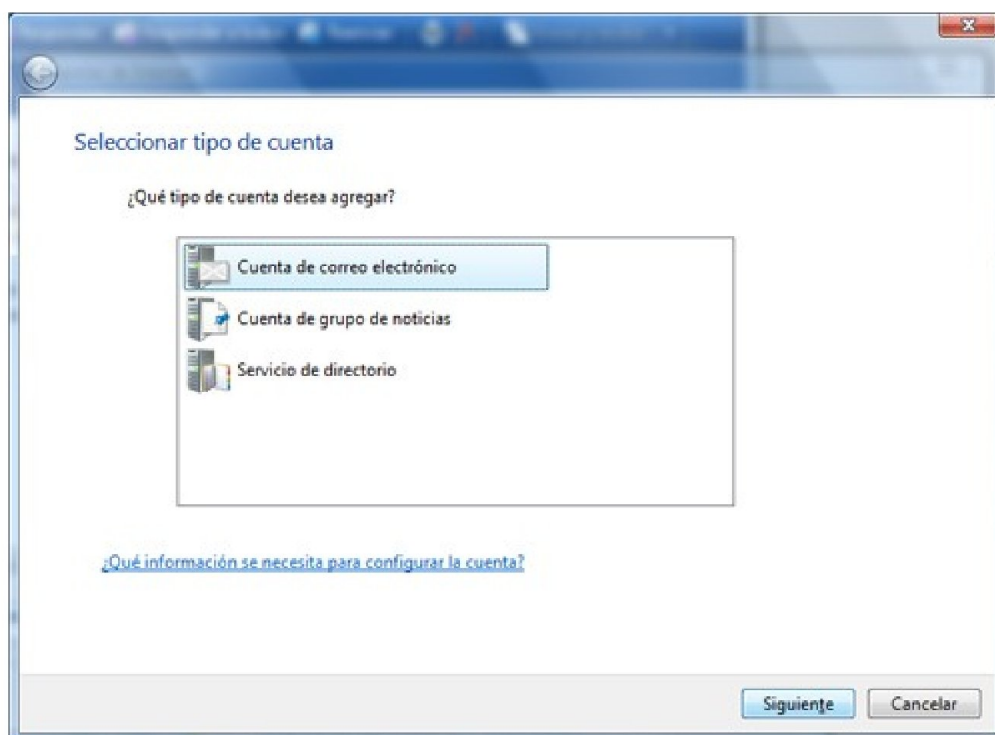 Seleccionar tipo de cuenta
¿Qué tipo de cuenta desea agregar?
Cuenta de correo electrónico
Cuenta de grupo de noticias
Servicio de directorio
¿Qué información se necesita para configurar la cuenta?
Siguiente
Cancelar